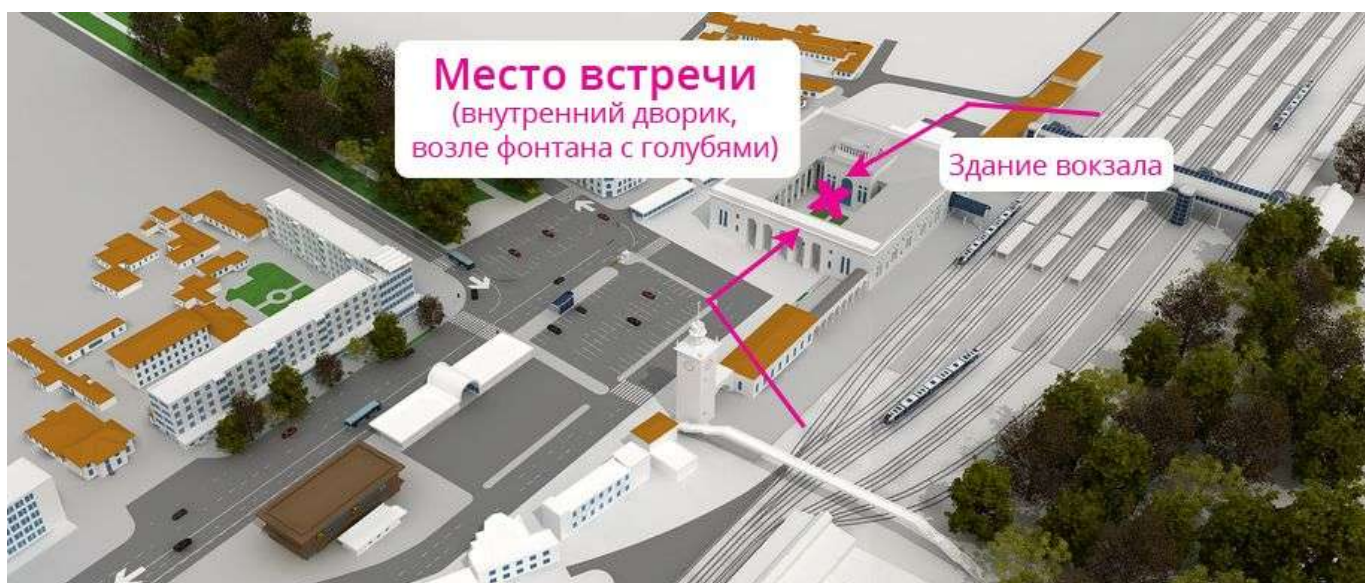 Место встречи
(внутренний дворик,
возле фонтана с голубями)
Здание вокзала